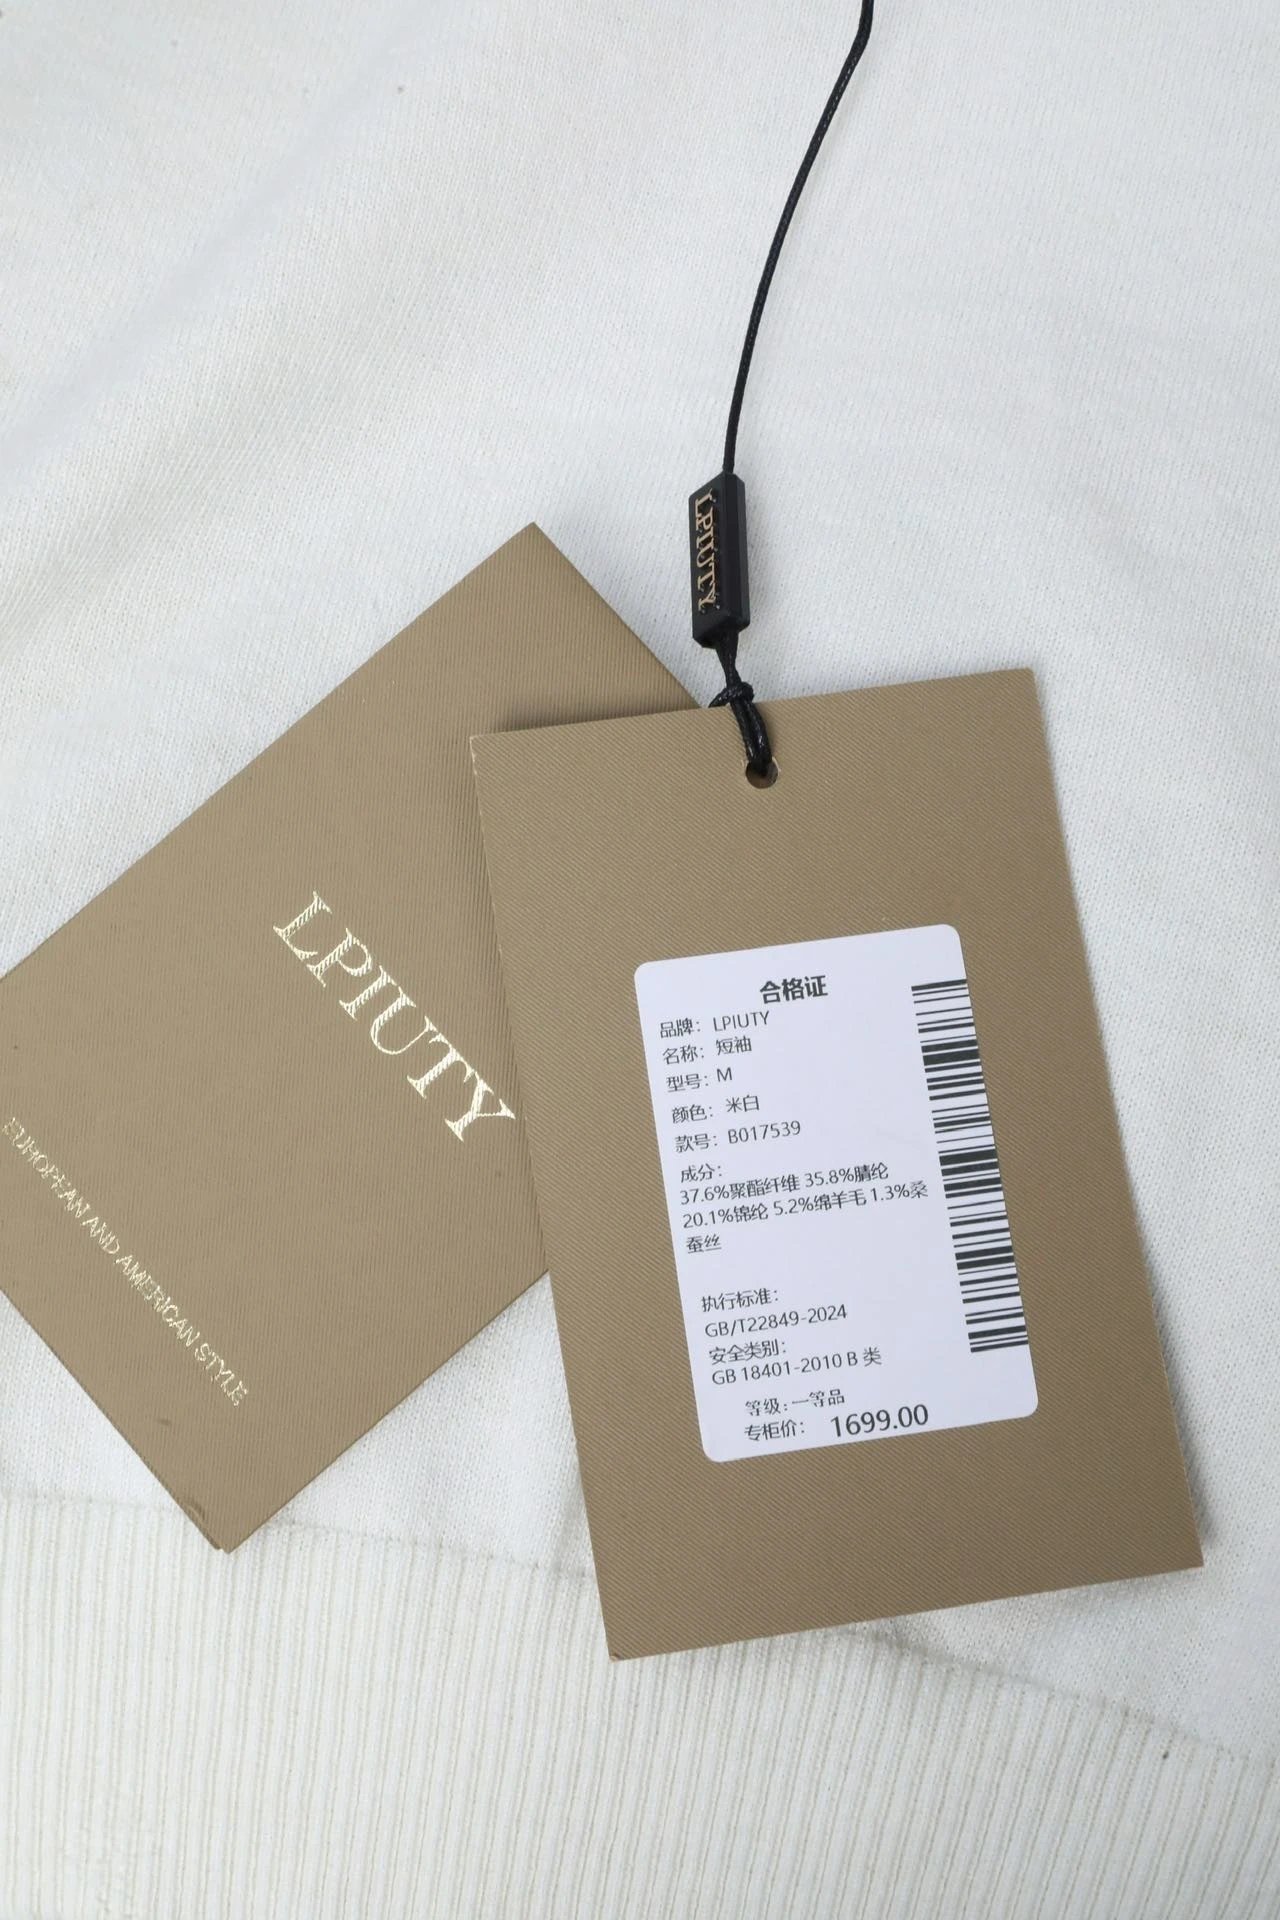 LPIUTY
LPIUTY
EUROPEAN AND AMERICAN STYLE
合格证
品牌： LPIUTY
名称： 短袖
型号： M
颜色： 米白
款号： B017539
成分：
37.6%聚酯纤维 35.8%腈纶
20.1%锦纶 5.2%绵羊毛 1.3%桑
蚕丝
执行标准：
GB/T22849-2024
安全类别：
GB 18401-2010 B 类
等级：一等品
专柜价： 1699.00